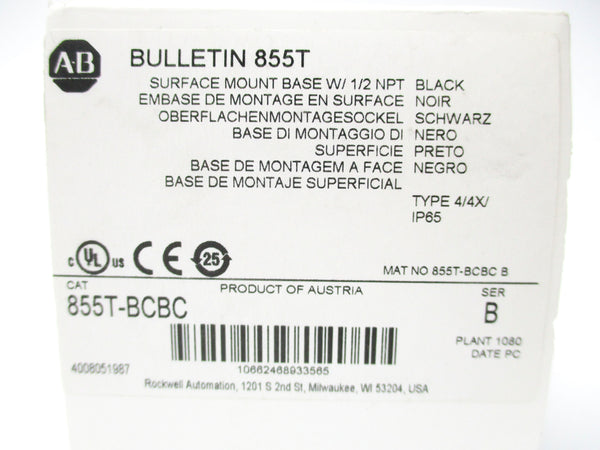 A-B
BULLETIN 855T
SURFACE MOUNT BASE W/ 1/2 NPT BLACK
EMBASE DE MONTAGE EN SURFACE NOIR
OBERFLACHENMONTAGESOCKEL SCHWARZ
BASE DI MONTAGGIO DI NERO
SUPERFICIE PRETO
BASE DE MONTAGEM A FACE NEGRO
BASE DE MONTAJE SUPERFICIAL
TYPE 4/4X/
IP65
c UL US CE 25
MAT NO 855T-BCBC B
CAT PRODUCT OF AUSTRIA SER
855T-BCBC B
PLANT 1080
DATE PC
4008051987 10662468933565
Rockwell Automation, 1201 S 2nd St, Milwaukee, WI 53204, USA